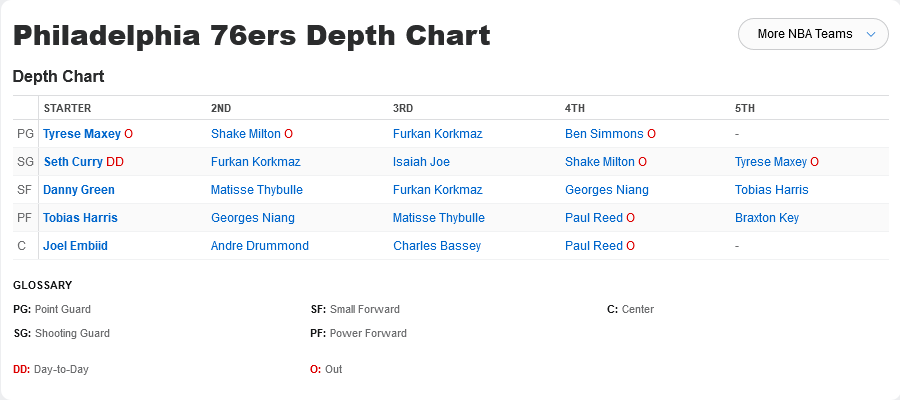 Philadelphia 76ers Depth Chart
More NBA Teams
Depth Chart
STARTER 2ND 3RD 4TH 5TH
PG Tyrese Maxey O Shake Milton O Furkan Korkmaz Ben Simmons O -
SG Seth Curry DD Furkan Korkmaz Isaiah Joe Shake Milton O Tyrese Maxey O
SF Danny Green Matisse Thybulle Furkan Korkmaz Georges Niang Tobias Harris
PF Tobias Harris Georges Niang Matisse Thybulle Paul Reed O Braxton Key
C Joel Embiid Andre Drummond Charles Bassey Paul Reed O -
GLOSSARY
PG: Point Guard SF: Small Forward C: Center
SG: Shooting Guard PF: Power Forward
DD: Day-to-Day O: Out